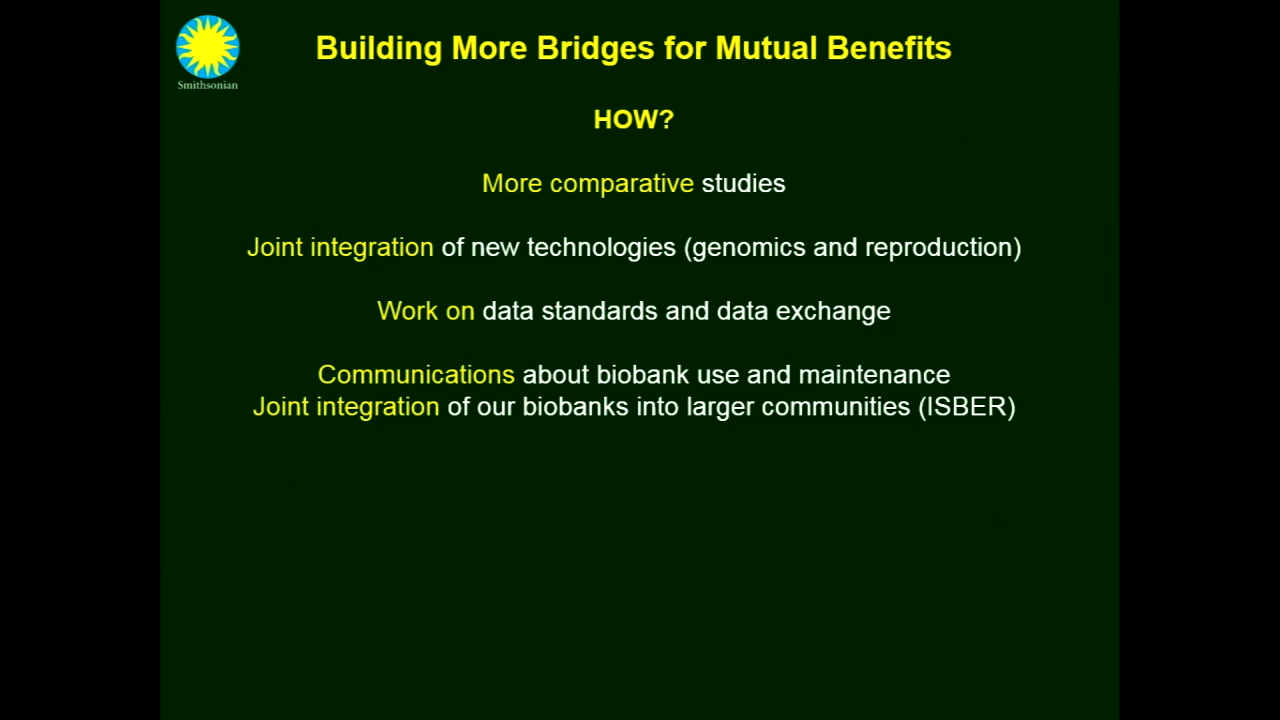 Smithsonian
Building More Bridges for Mutual Benefits
HOW?
More comparative studies
Joint integration of new technologies (genomics and reproduction)
Work on data standards and data exchange
Communications about biobank use and maintenance
Joint integration of our biobanks into larger communities (ISBER)